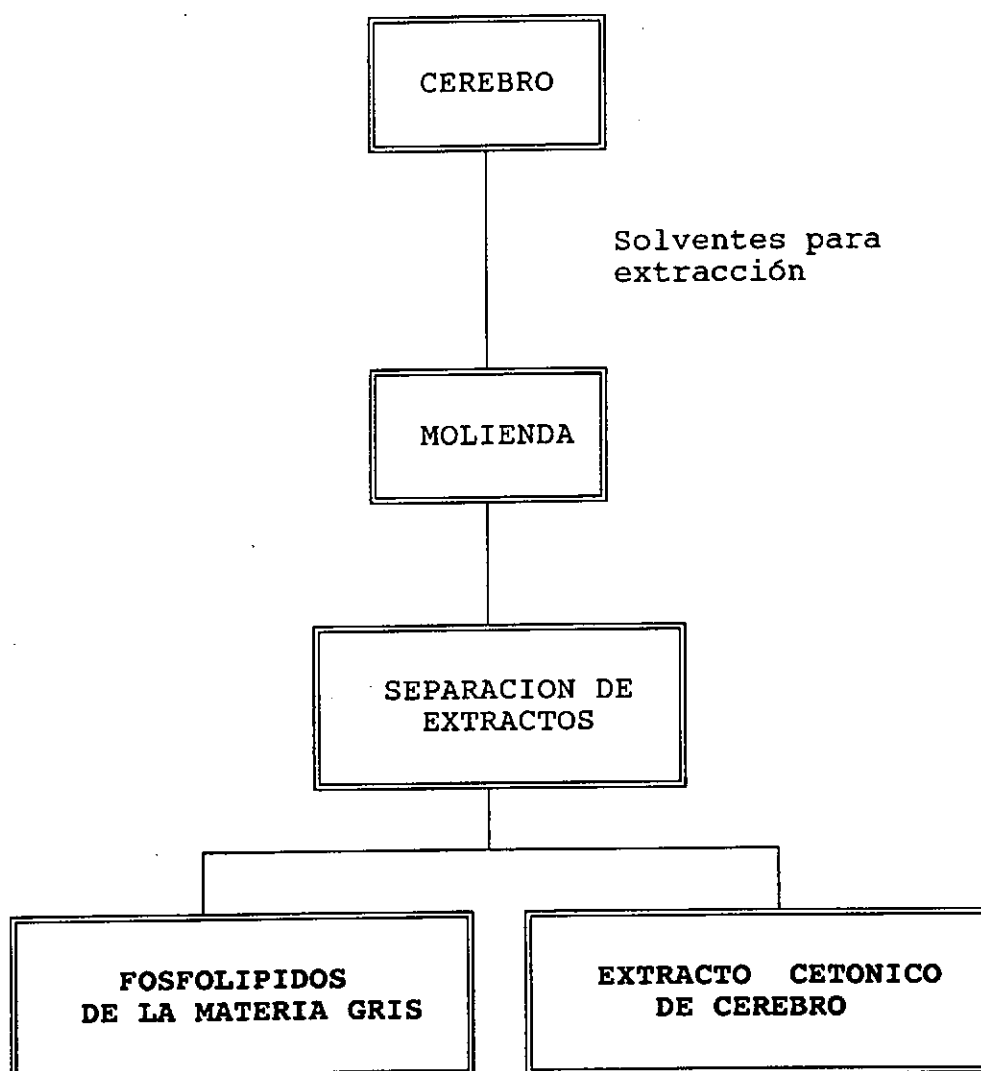 CEREBRO
Solventes para
extracción
MOLIENDA
SEPARACION DE
EXTRACTOS
FOSFOLIPIDOS
DE LA MATERIA GRIS
EXTRACTO CETONICO
DE CEREBRO